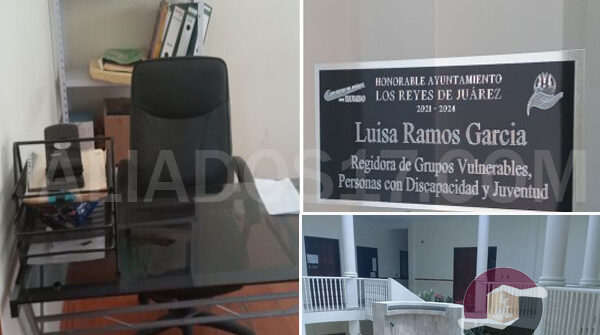 HONORABLE AYUNTAMIENTO
LOS REYES DE JUÁREZ
2021 - 2024
Luisa Ramos Garcia
Regidora de Grupos Vulnerables,
Personas con Discapacidad y Juventud
ALIADOS17.COM